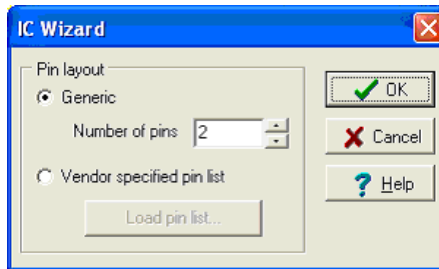 IC Wizard
Pin layout
Generic
Number of pins 2
Vendor specified pin list
Load pin list...
OK
Cancel
Help